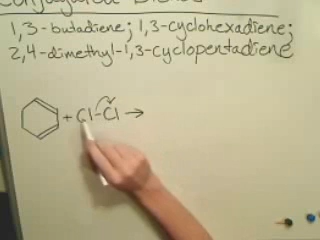 1,3-butadiene; 1,3-cyclohexadiene;
2,4-dimethyl-1,3-cyclopentadiene
+ Cl-Cl →